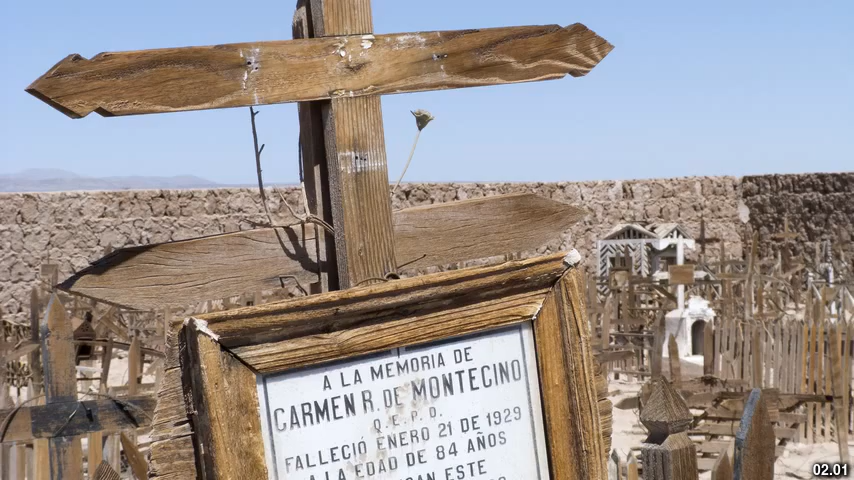 A LA MEMORIA DE
CARMEN R. DE MONTECINO
Q.E.P.D.
FALLECIÓ ENERO 21 DE 1929
A LA EDAD DE 84 AÑOS
ESTE
02.01